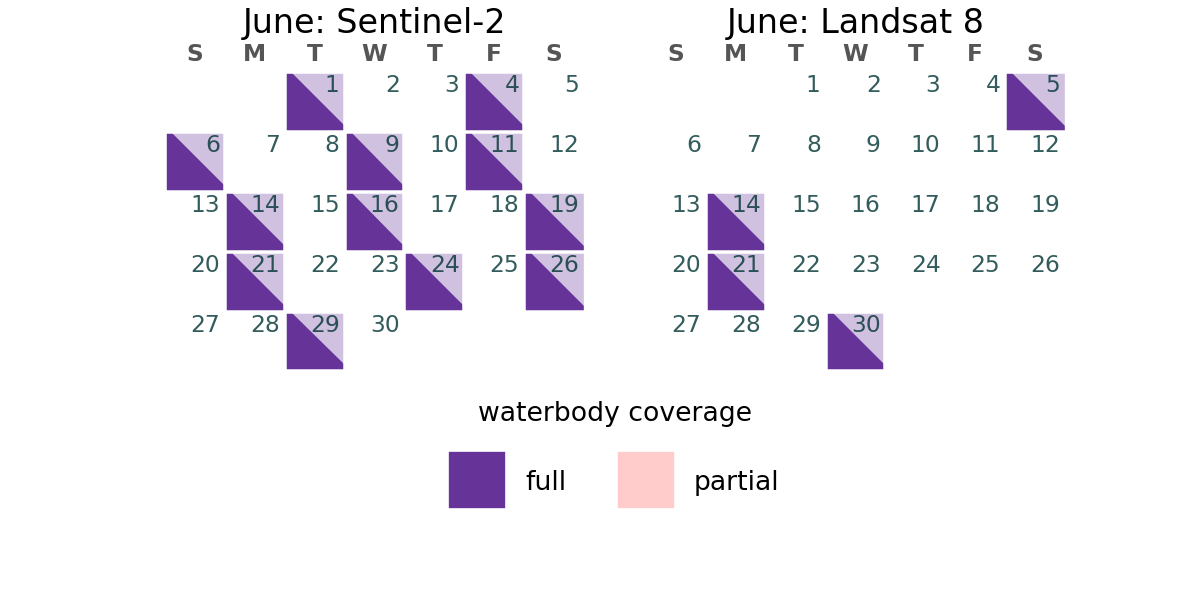 June: Sentinel-2
S M T W T F S
1 2 3 4 5
6 7 8 9 10 11 12
13 14 15 16 17 18 19
20 21 22 23 24 25 26
27 28 29 30
June: Landsat 8
S M T W T F S
1 2 3 4 5
6 7 8 9 10 11 12
13 14 15 16 17 18 19
20 21 22 23 24 25 26
27 28 29 30
waterbody coverage
full
partial